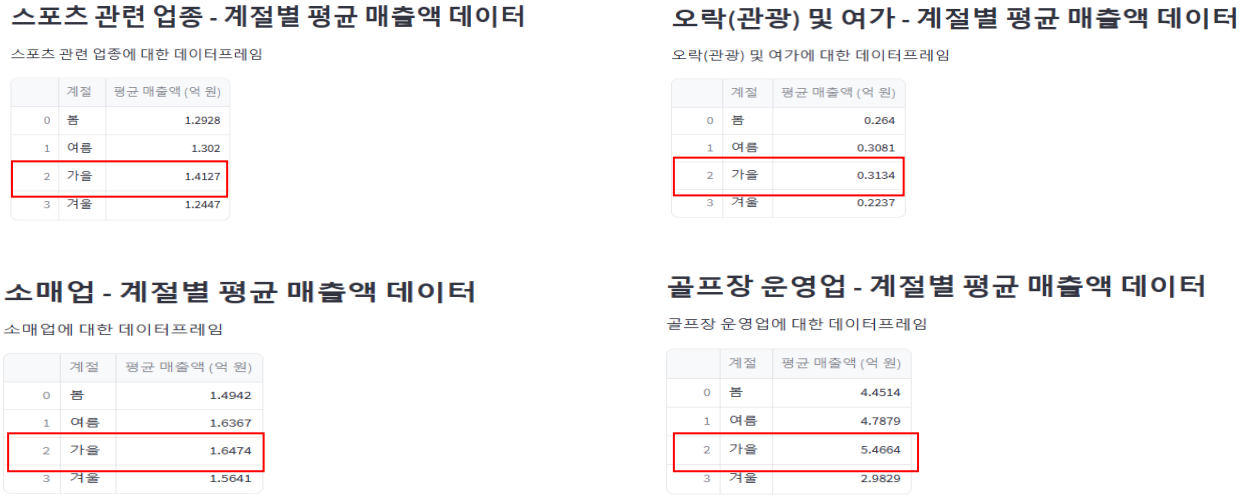 스포츠 관련 업종 - 계절별 평균 매출액 데이터
스포츠 관련 업종에 대한 데이터프레임
계절 평균 매출액 (억 원)
0 봄 1.2928
1 여름 1.302
2 가을 1.4127
3 겨울 1.2447
오락(관광) 및 여가 - 계절별 평균 매출액 데이터
오락(관광) 및 여가에 대한 데이터프레임
계절 평균 매출액 (억 원)
0 봄 0.264
1 여름 0.3081
2 가을 0.3134
3 겨울 0.2237
소매업 - 계절별 평균 매출액 데이터
소매업에 대한 데이터프레임
계절 평균 매출액 (억 원)
0 봄 1.4942
1 여름 1.6367
2 가을 1.6474
3 겨울 1.5641
골프장 운영업 - 계절별 평균 매출액 데이터
골프장 운영업에 대한 데이터프레임
계절 평균 매출액 (억 원)
0 봄 4.4514
1 여름 4.7879
2 가을 5.4664
3 겨울 2.9829